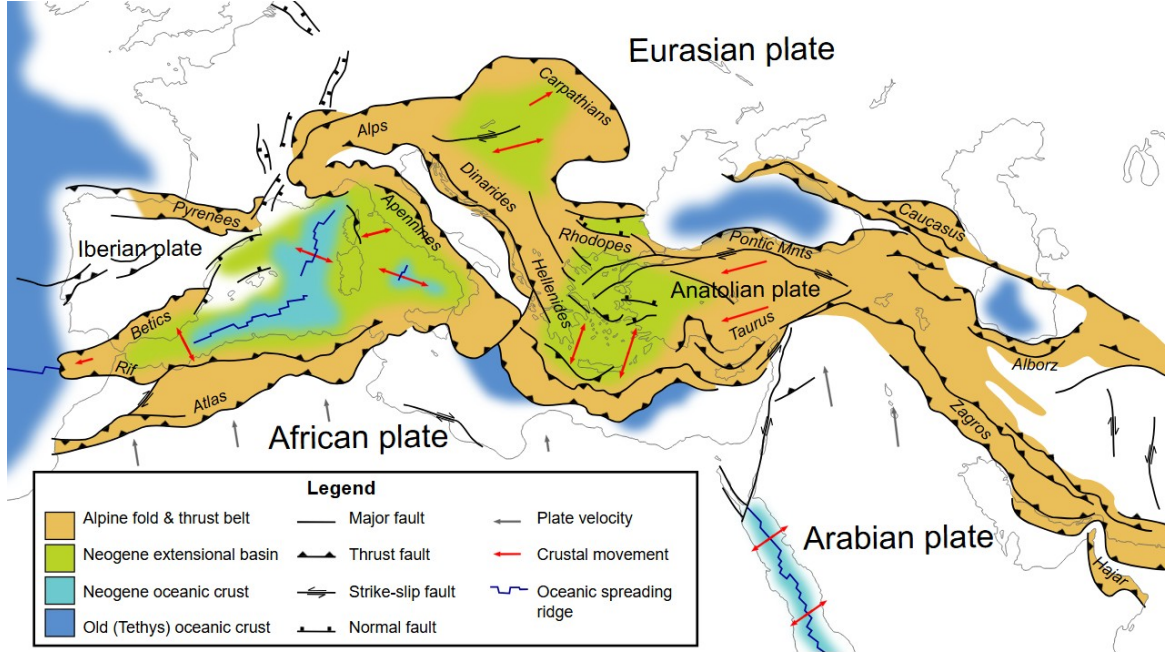 Eurasian plate
Carpathians
Alps
Dinarides
Pyrenees
Apennines
Caucasus
Iberian plate
Rhodopes
Pontic Mnts
Hellenides
Anatolian plate
Betics
Taurus
Rif
Alborz
Atlas
Zagros
African plate
Arabian plate
Hajar
Legend
Alpine fold & thrust belt
Neogene extensional basin
Neogene oceanic crust
Old (Tethys) oceanic crust
Major fault
Thrust fault
Strike-slip fault
Normal fault
Plate velocity
Crustal movement
Oceanic spreading
ridge